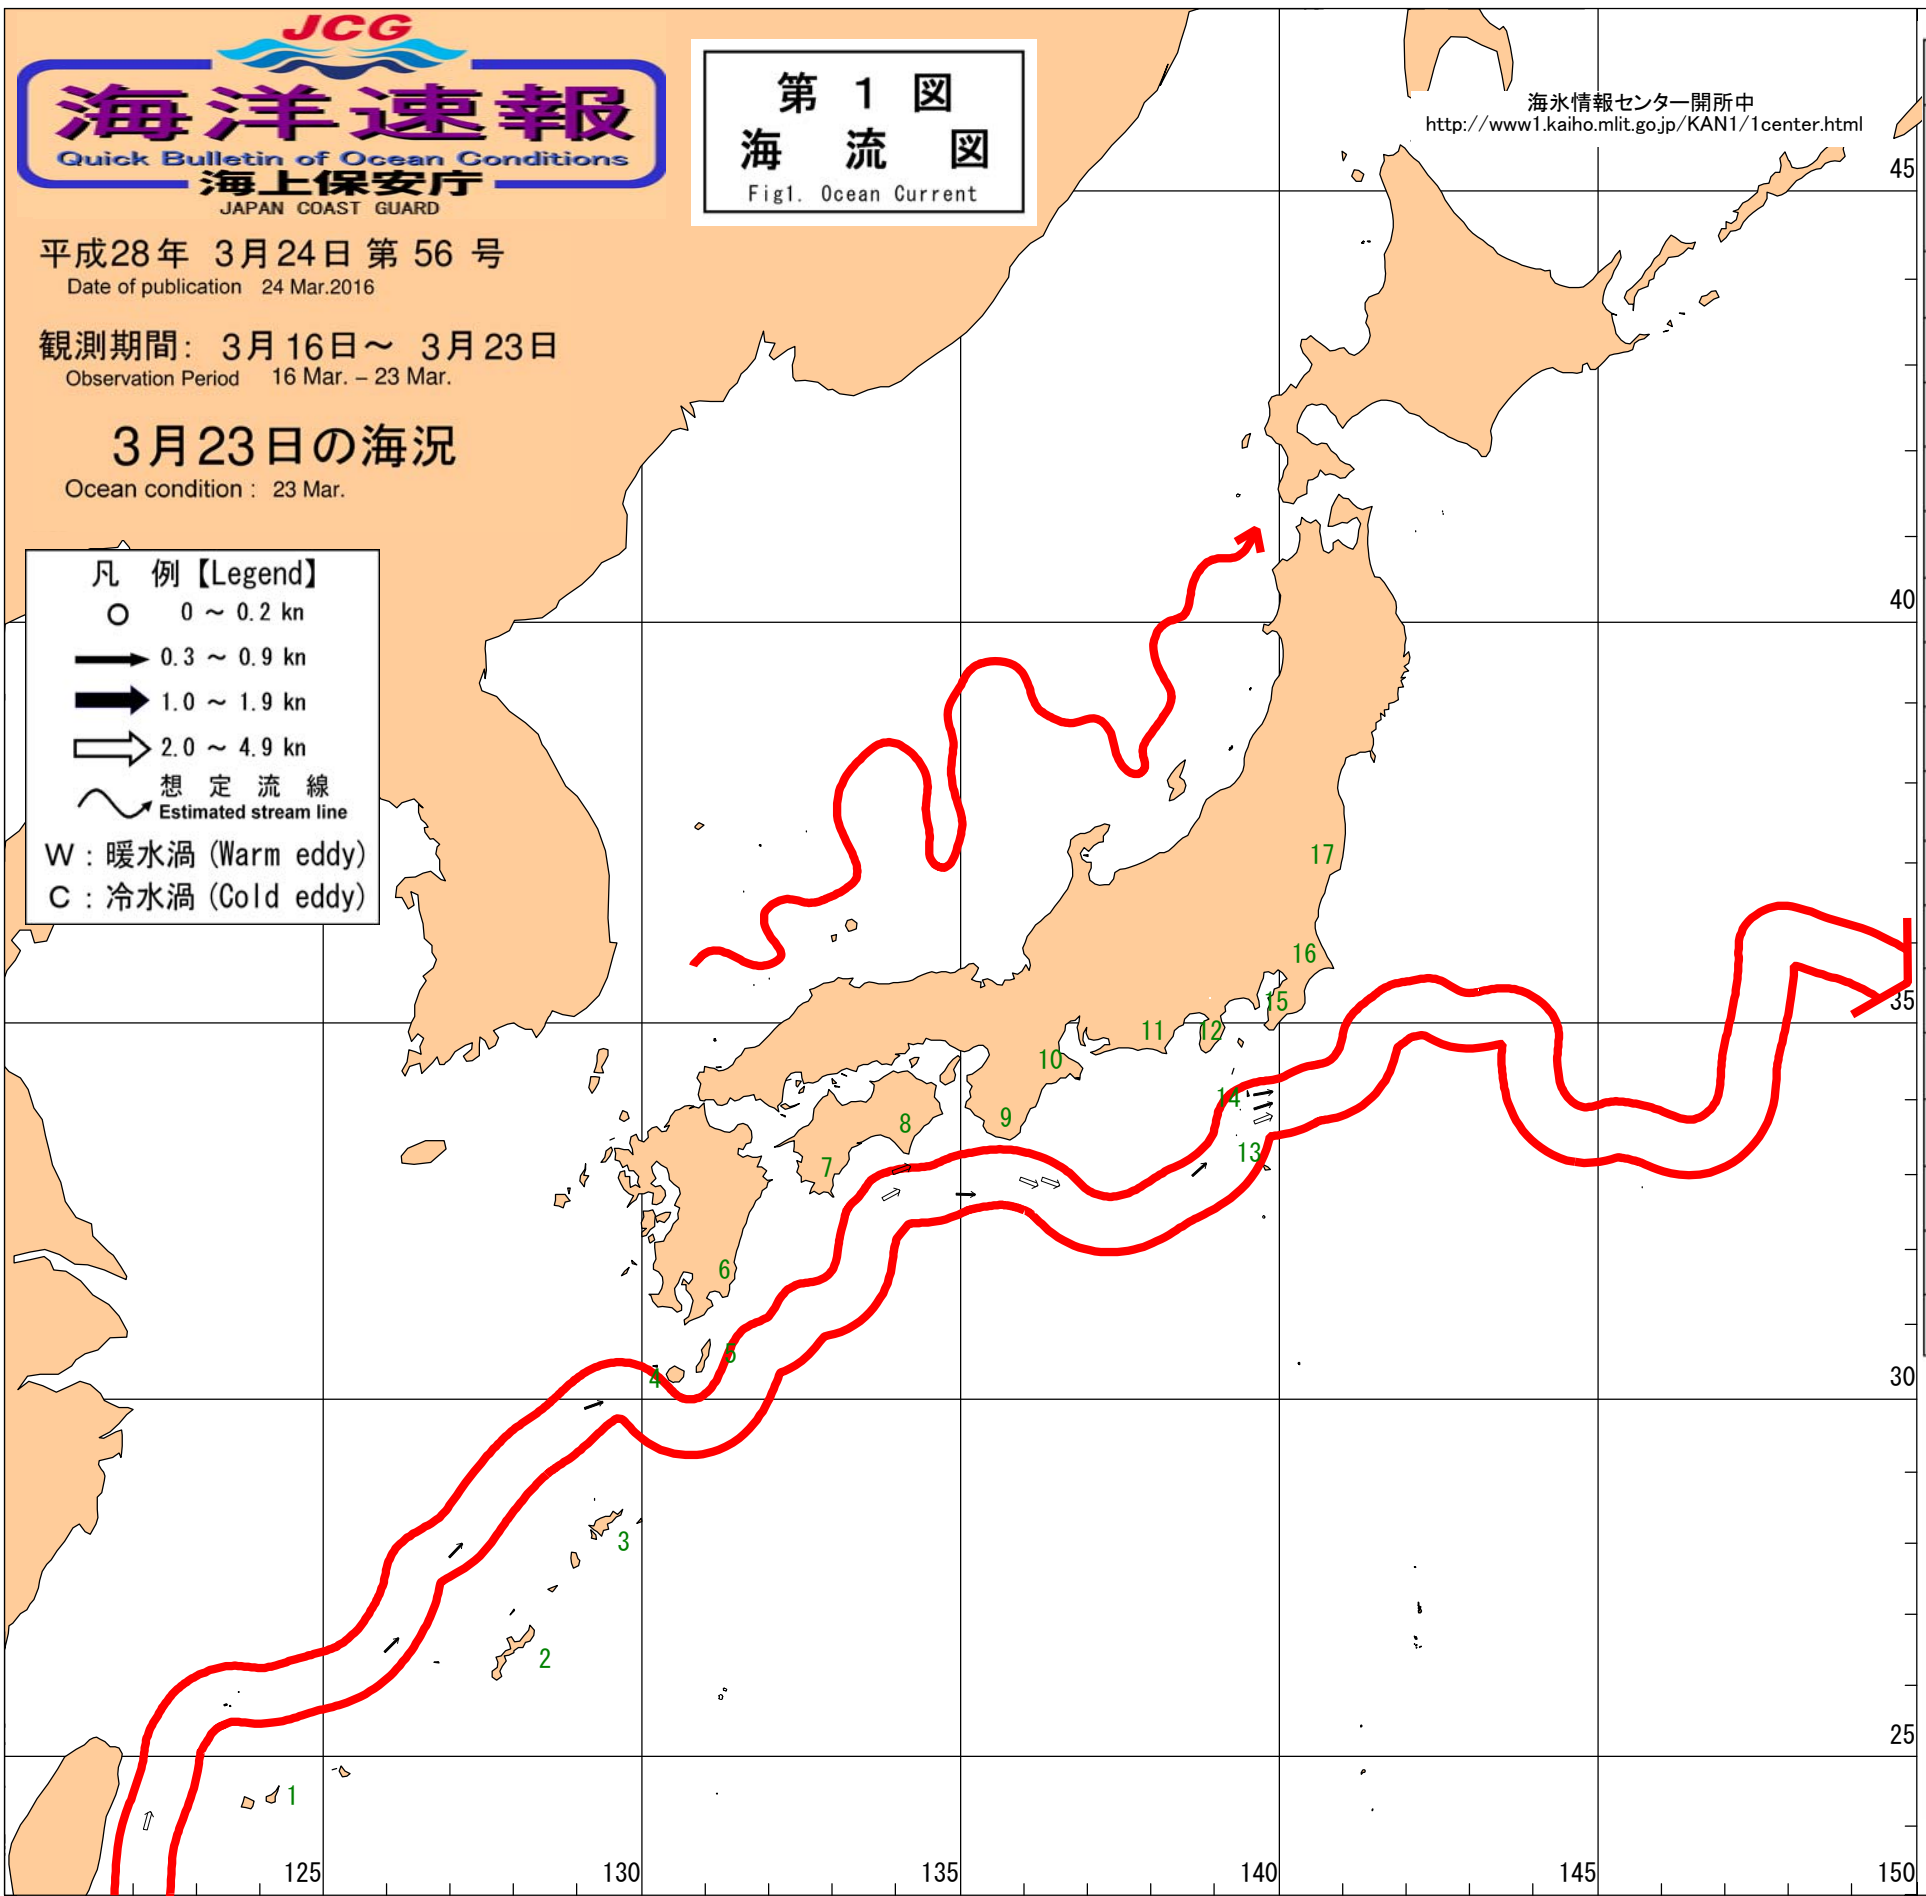 JCG
海洋速報
Quick Bulletin of Ocean Conditions
海上保安庁
JAPAN COAST GUARD
平成28年 3月24日 第 56 号
Date of publication 24 Mar.2016
観測期間: 3月16日～ 3月23日
Observation Period 16 Mar. – 23 Mar.
3月23日の海況
Ocean condition : 23 Mar.
第 1 図
海 流 図
Fig1. Ocean Current
海氷情報センター開所中
http://www1.kaiho.mlit.go.jp/KAN1/1center.html
凡 例【Legend】
0 ～ 0.2 kn
0.3 ～ 0.9 kn
1.0 ～ 1.9 kn
2.0 ～ 4.9 kn
想 定 流 線
Estimated stream line
W : 暖水渦 (Warm eddy)
C : 冷水渦 (Cold eddy)
45
40
35
30
25
17
16
15
12
11
10
14
9
8
13
7
6
5
4
3
2
1
125
130
135
140
145
150